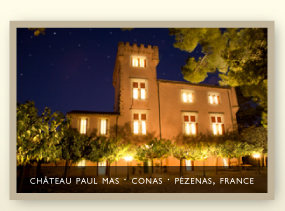 CHÂTEAU PAUL MAS · CONAS · PÉZENAS, FRANCE